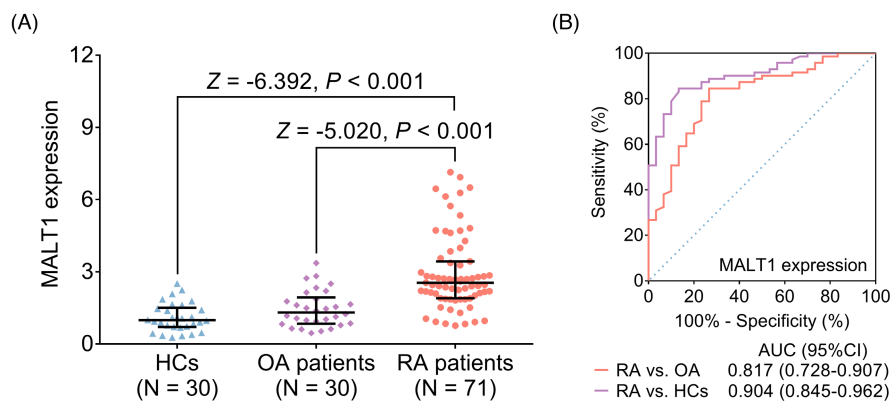 (A)
12
9
6
3
0
MALT1 expression
Z = -6.392, P < 0.001
Z = -5.020, P < 0.001
HCs
(N = 30)
OA patients
(N = 30)
RA patients
(N = 71)
(B)
100
80
60
40
20
0
Sensitivity (%)
MALT1 expression
0 20 40 60 80 100
100% - Specificity (%)
AUC (95%CI)
RA vs. OA 0.817 (0.728-0.907)
RA vs. HCs 0.904 (0.845-0.962)